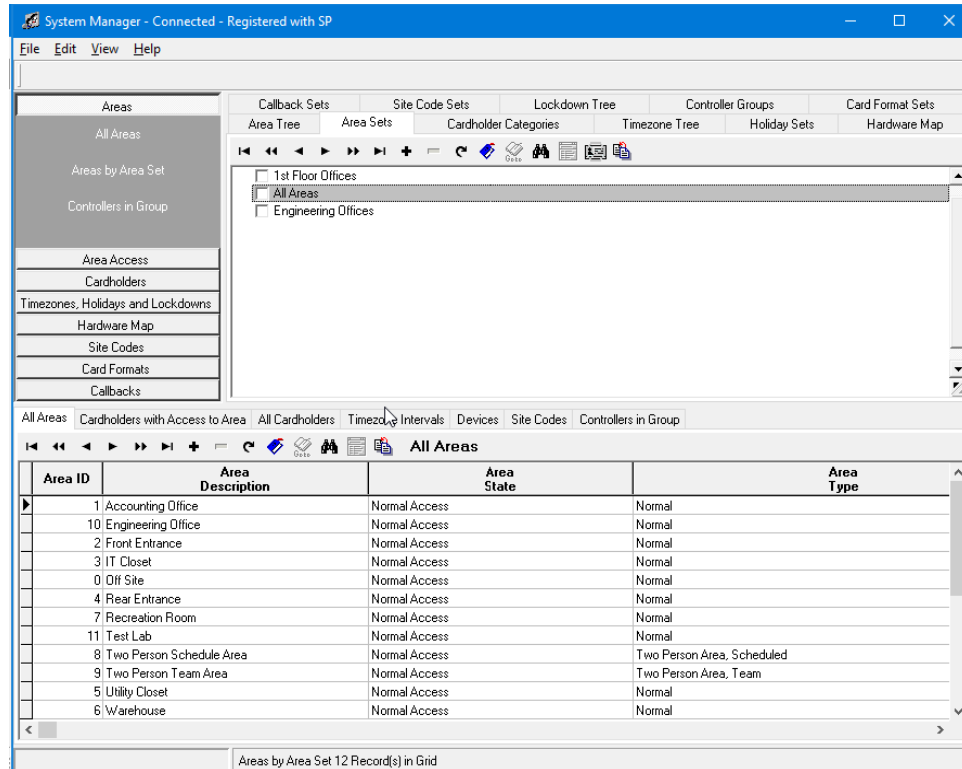 System Manager - Connected - Registered with SP
File Edit View Help
Areas
All Areas
Areas by Area Set
Controllers in Group
Area Access
Cardholders
Timezones, Holidays and Lockdowns
Hardware Map
Site Codes
Card Formats
Callbacks
Callback Sets Site Code Sets Lockdown Tree Controller Groups Card Format Sets
Area Tree Area Sets Cardholder Categories Timezone Tree Holiday Sets Hardware Map
Goto
1st Floor Offices
All Areas
Engineering Offices
All Areas Cardholders with Access to Area All Cardholders Timezone Intervals Devices Site Codes Controllers in Group
Goto
All Areas
Area ID Area Description Area State Area Type
1 Accounting Office Normal Access Normal
10 Engineering Office Normal Access Normal
2 Front Entrance Normal Access Normal
3 IT Closet Normal Access Normal
0 Off Site Normal Access Normal
4 Rear Entrance Normal Access Normal
7 Recreation Room Normal Access Normal
11 Test Lab Normal Access Normal
8 Two Person Schedule Area Normal Access Two Person Area, Scheduled
9 Two Person Team Area Normal Access Two Person Area, Team
5 Utility Closet Normal Access Normal
6 Warehouse Normal Access Normal
Areas by Area Set 12 Record(s) in Grid